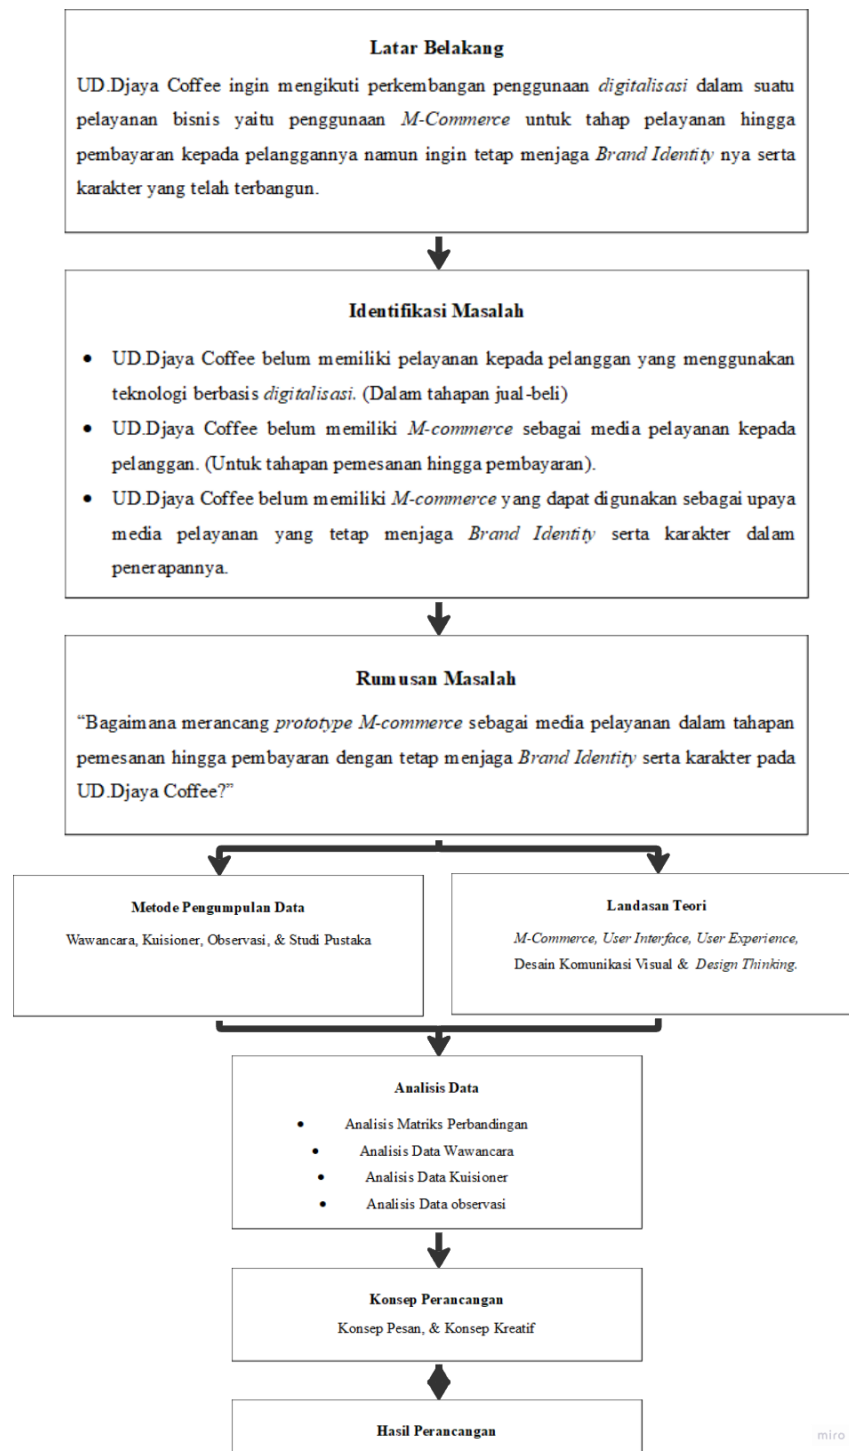 Latar Belakang
UD.Djaya Coffee ingin mengikuti perkembangan penggunaan digitalisasi dalam suatu
pelayanan bisnis yaitu penggunaan M-Commerce untuk tahap pelayanan hingga
pembayaran kepada pelanggannya namun ingin tetap menjaga Brand Identity nya serta
karakter yang telah terbangun.
Identifikasi Masalah
• UD.Djaya Coffee belum memiliki pelayanan kepada pelanggan yang menggunakan
teknologi berbasis digitalisasi. (Dalam tahapan jual-beli)
• UD.Djaya Coffee belum memiliki M-commerce sebagai media pelayanan kepada
pelanggan. (Untuk tahapan pemesanan hingga pembayaran).
• UD.Djaya Coffee belum memiliki M-commerce yang dapat digunakan sebagai upaya
media pelayanan yang tetap menjaga Brand Identity serta karakter dalam
penerapannya.
Rumusan Masalah
“Bagaimana merancang prototype M-commerce sebagai media pelayanan dalam tahapan
pemesanan hingga pembayaran dengan tetap menjaga Brand Identity serta karakter pada
UD.Djaya Coffee?”
Metode Pengumpulan Data
Wawancara, Kuisioner, Observasi, & Studi Pustaka
Landasan Teori
M-Commerce, User Interface, User Experience,
Desain Komunikasi Visual & Design Thinking.
Analisis Data
• Analisis Matriks Perbandingan
• Analisis Data Wawancara
• Analisis Data Kuisioner
• Analisis Data observasi
Konsep Perancangan
Konsep Pesan, & Konsep Kreatif
Hasil Perancangan
miro